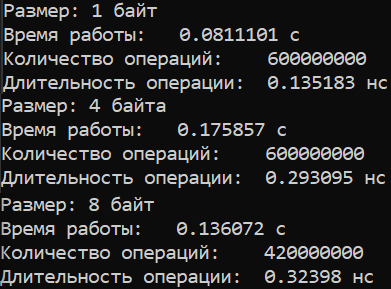 Размер: 1 байт
Время работы: 0.0811101 с
Количество операций: 600000000
Длительность операции: 0.135183 нс
Размер: 4 байта
Время работы: 0.175857 с
Количество операций: 600000000
Длительность операции: 0.293095 нс
Размер: 8 байт
Время работы: 0.136072 с
Количество операций: 420000000
Длительность операции: 0.32398 нс